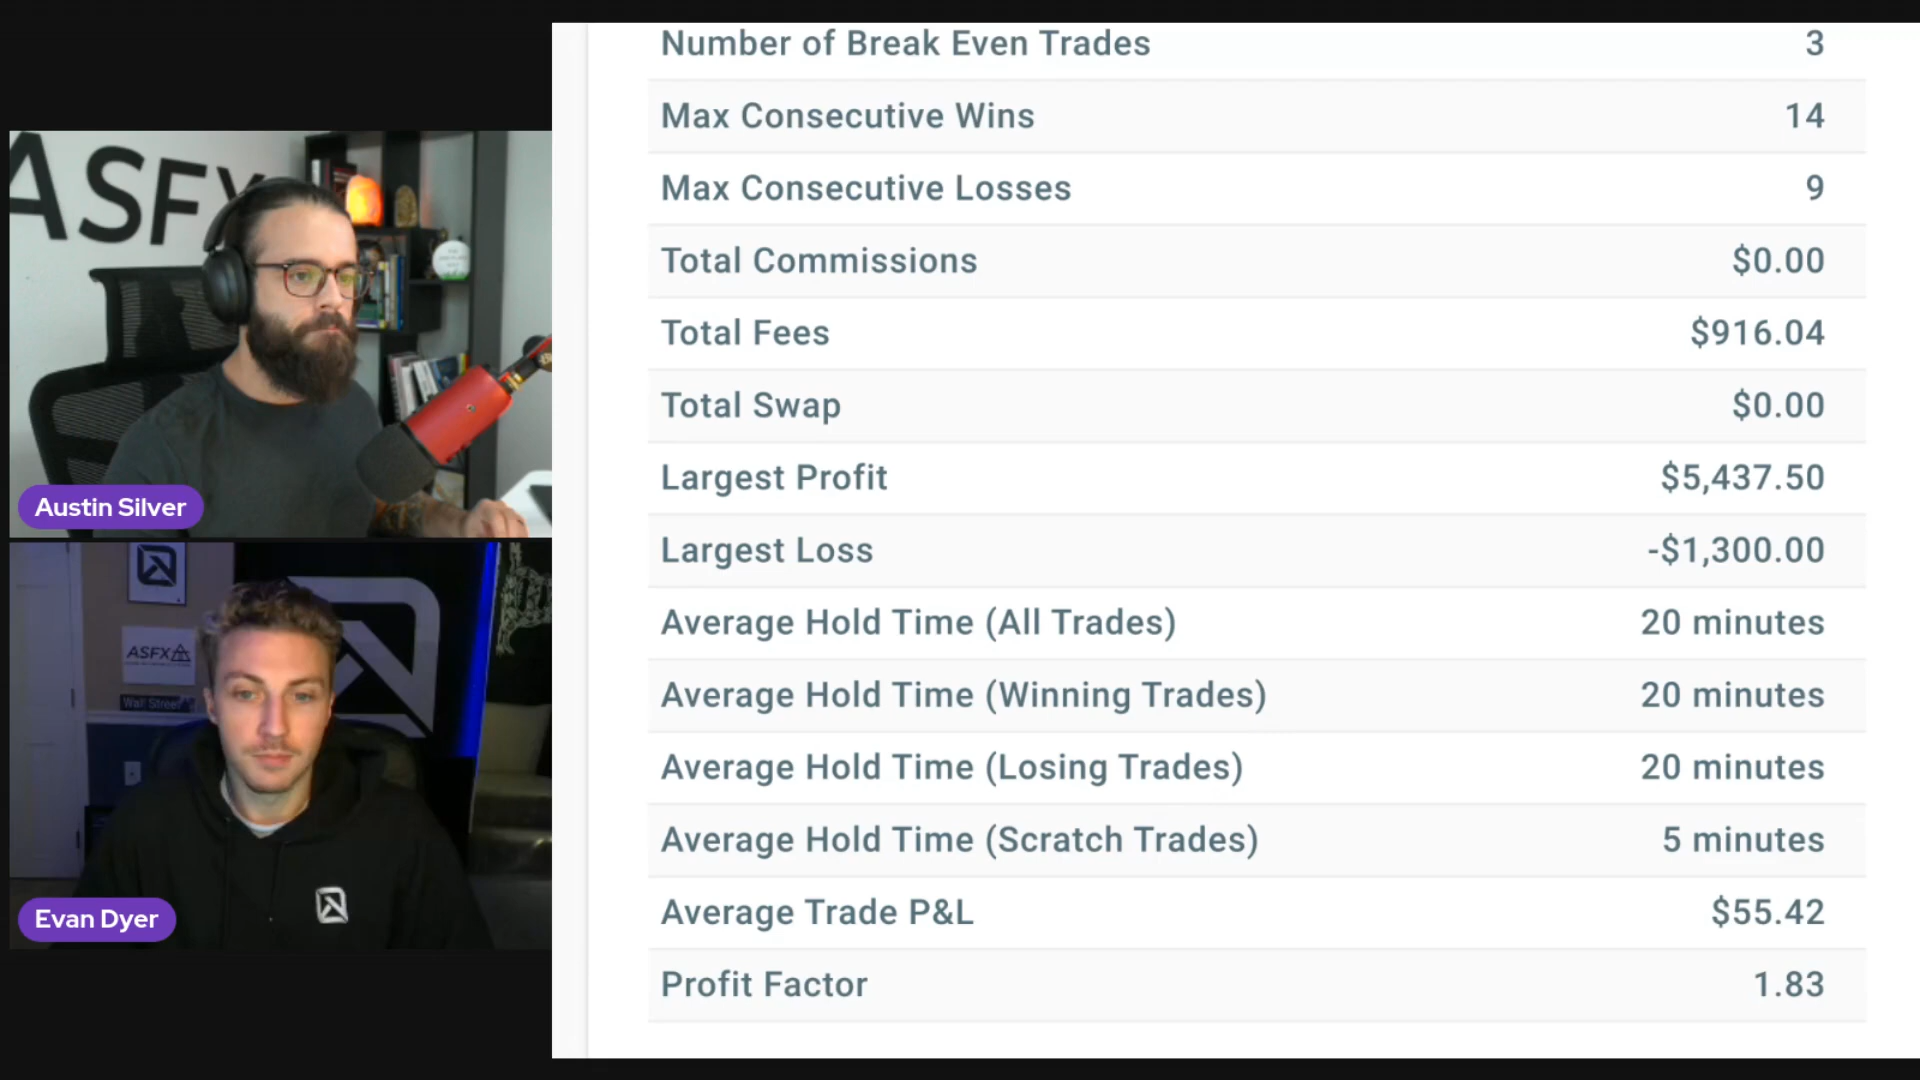 ASFX
Austin Silver
ASFX
Wall Street
Evan Dyer
Number of Break Even Trades 3
Max Consecutive Wins 14
Max Consecutive Losses 9
Total Commissions $0.00
Total Fees $916.04
Total Swap $0.00
Largest Profit $5,437.50
Largest Loss -$1,300.00
Average Hold Time (All Trades) 20 minutes
Average Hold Time (Winning Trades) 20 minutes
Average Hold Time (Losing Trades) 20 minutes
Average Hold Time (Scratch Trades) 5 minutes
Average Trade P&L $55.42
Profit Factor 1.83